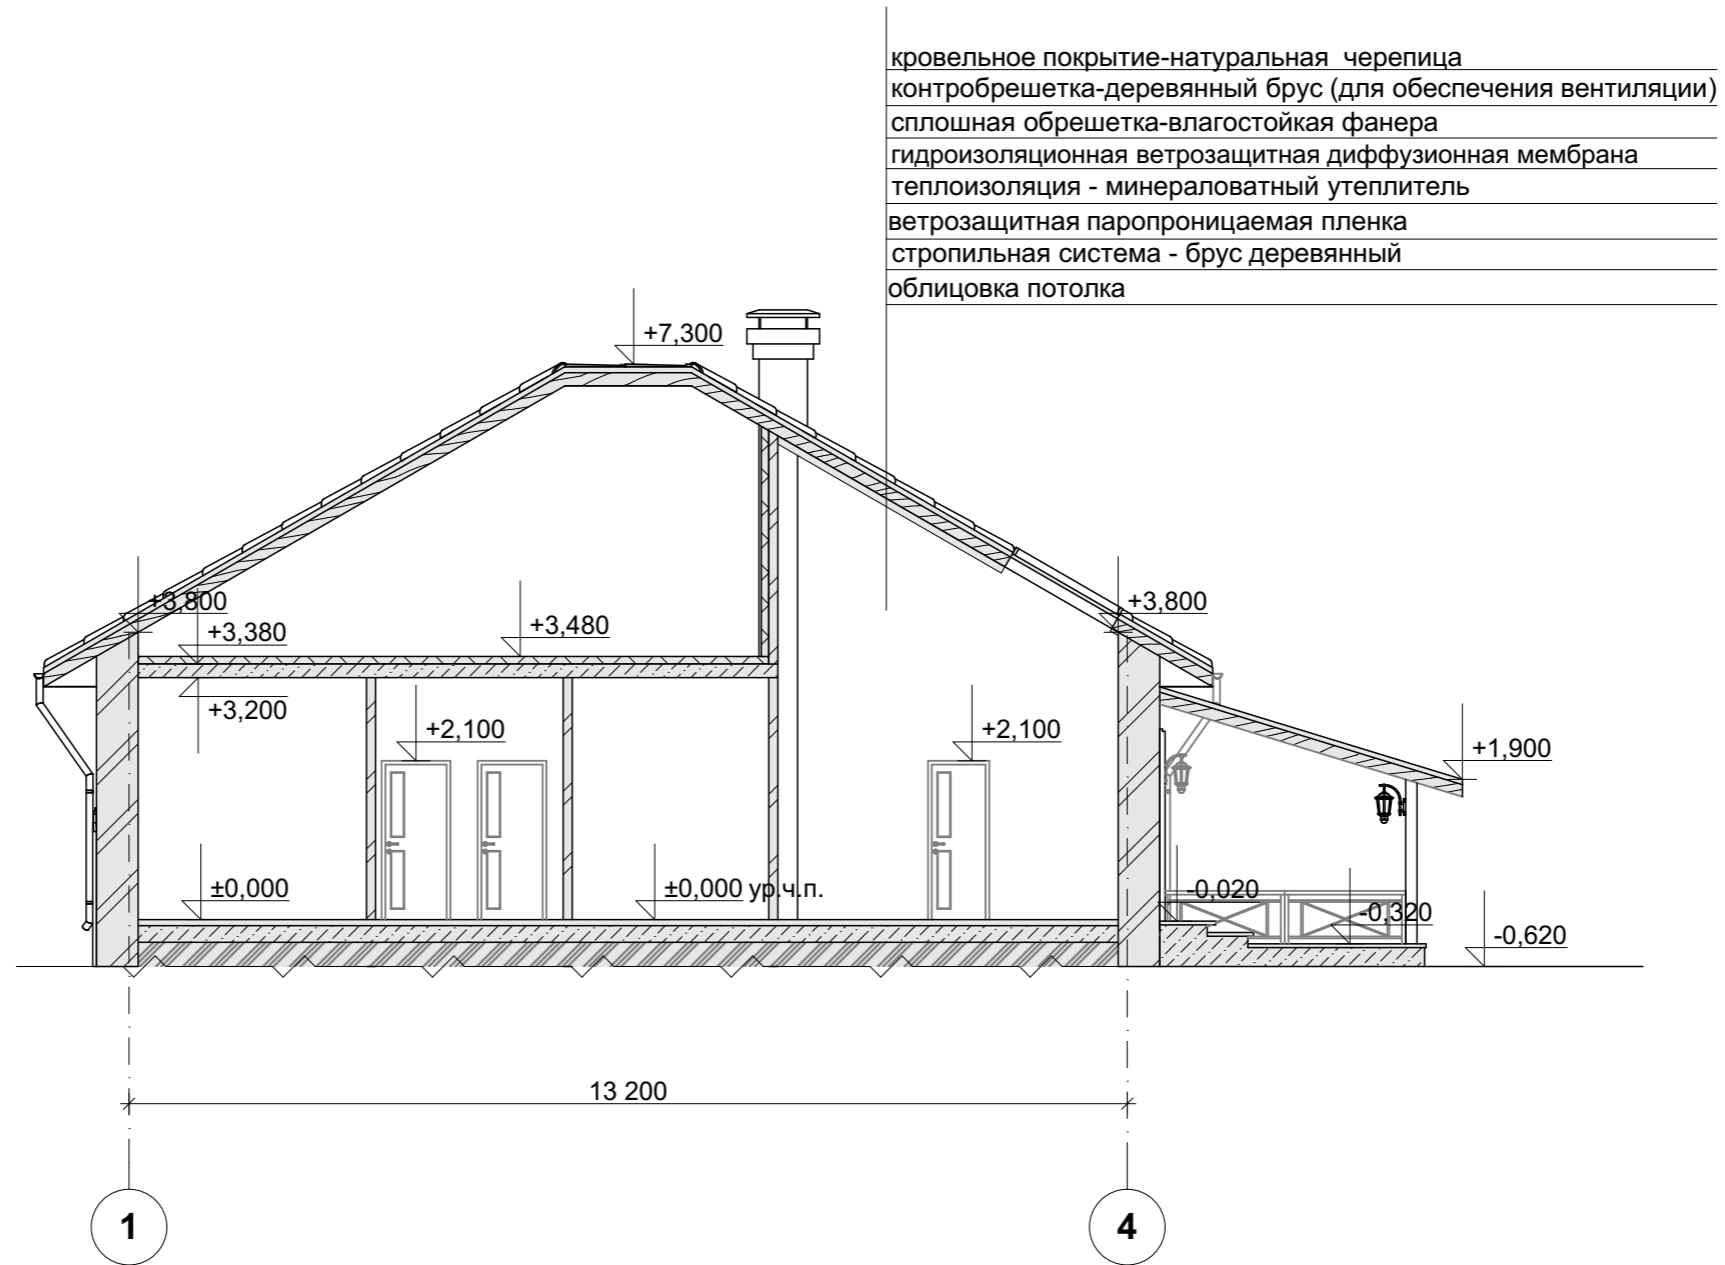 кровельное покрытие-натуральная черепица
контробрешетка-деревянный брус (для обеспечения вентиляции)
сплошная обрешетка-влагостойкая фанера
гидроизоляционная ветрозащитная диффузионная мембрана
теплоизоляция - минераловатный утеплитель
ветрозащитная паропроницаемая пленка
стропильная система - брус деревянный
облицовка потолка
+7,300
+3,800
+3,800
+3,380
+3,480
+3,200
+2,100
+2,100
+1,900
±0,000
±0,000 ур.ч.п.
-0,020
-0,320
-0,620
13 200
1
4